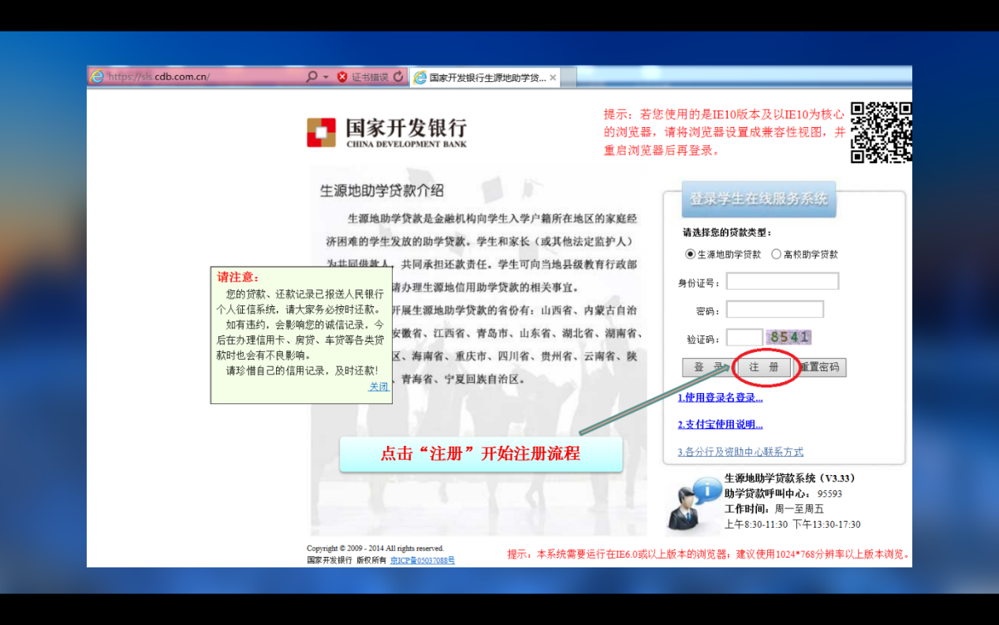 https://sls.cdb.com.cn/
证书错误
国家开发银行生源地助学贷...
国家开发银行
CHINA DEVELOPMENT BANK
提示：若您使用的是IE10版本及以IE10为核心
的浏览器，请将浏览器设置成兼容性视图，并
重启浏览器后再登录。
生源地助学贷款介绍
生源地助学贷款是金融机构向学生入学户籍所在地区的家庭经
济困难的学生发放的助学贷款。学生和家长（或其他法定监护人）
为共同借款人，共同承担还款责任。学生可向当地县级教育行政部
请办理生源地信用助学贷款的相关事宜。
开展生源地助学贷款的省份有：山西省、内蒙古自治
安徽省、江西省、青岛市、山东省、湖北省、湖南省、
区、海南省、重庆市、四川省、贵州省、云南省、陕
、青海省、宁夏回族自治区。
请注意：
您的贷款、还款记录已报送人民银行
个人征信系统，请大家务必按时还款。
如有违约，会影响您的诚信记录，今
后在办理信用卡、房贷、车贷等各类贷
款时也会有不良影响。
请珍惜自己的信用记录，及时还款！
关闭
登录学生在线服务系统
请选择您的贷款类型：
生源地助学贷款 高校助学贷款
身份证号：
密码：
验证码： 8541
登 录 注 册 重置密码
1.使用登录名登录...
2.支付宝使用说明...
3.各分行及资助中心联系方式
点击“注册”开始注册流程
生源地助学贷款系统（V3.33）
助学贷款呼叫中心： 95593
工作时间：周一至周五
上午8:30-11:30 下午13:30-17:30
Copyright © 2009 - 2014 All rights reserved.
国家开发银行 版权所有 京ICP备05037088号
提示：本系统需要运行在IE6.0或以上版本的浏览器；建议使用1024*768分辨率以上版本浏览。